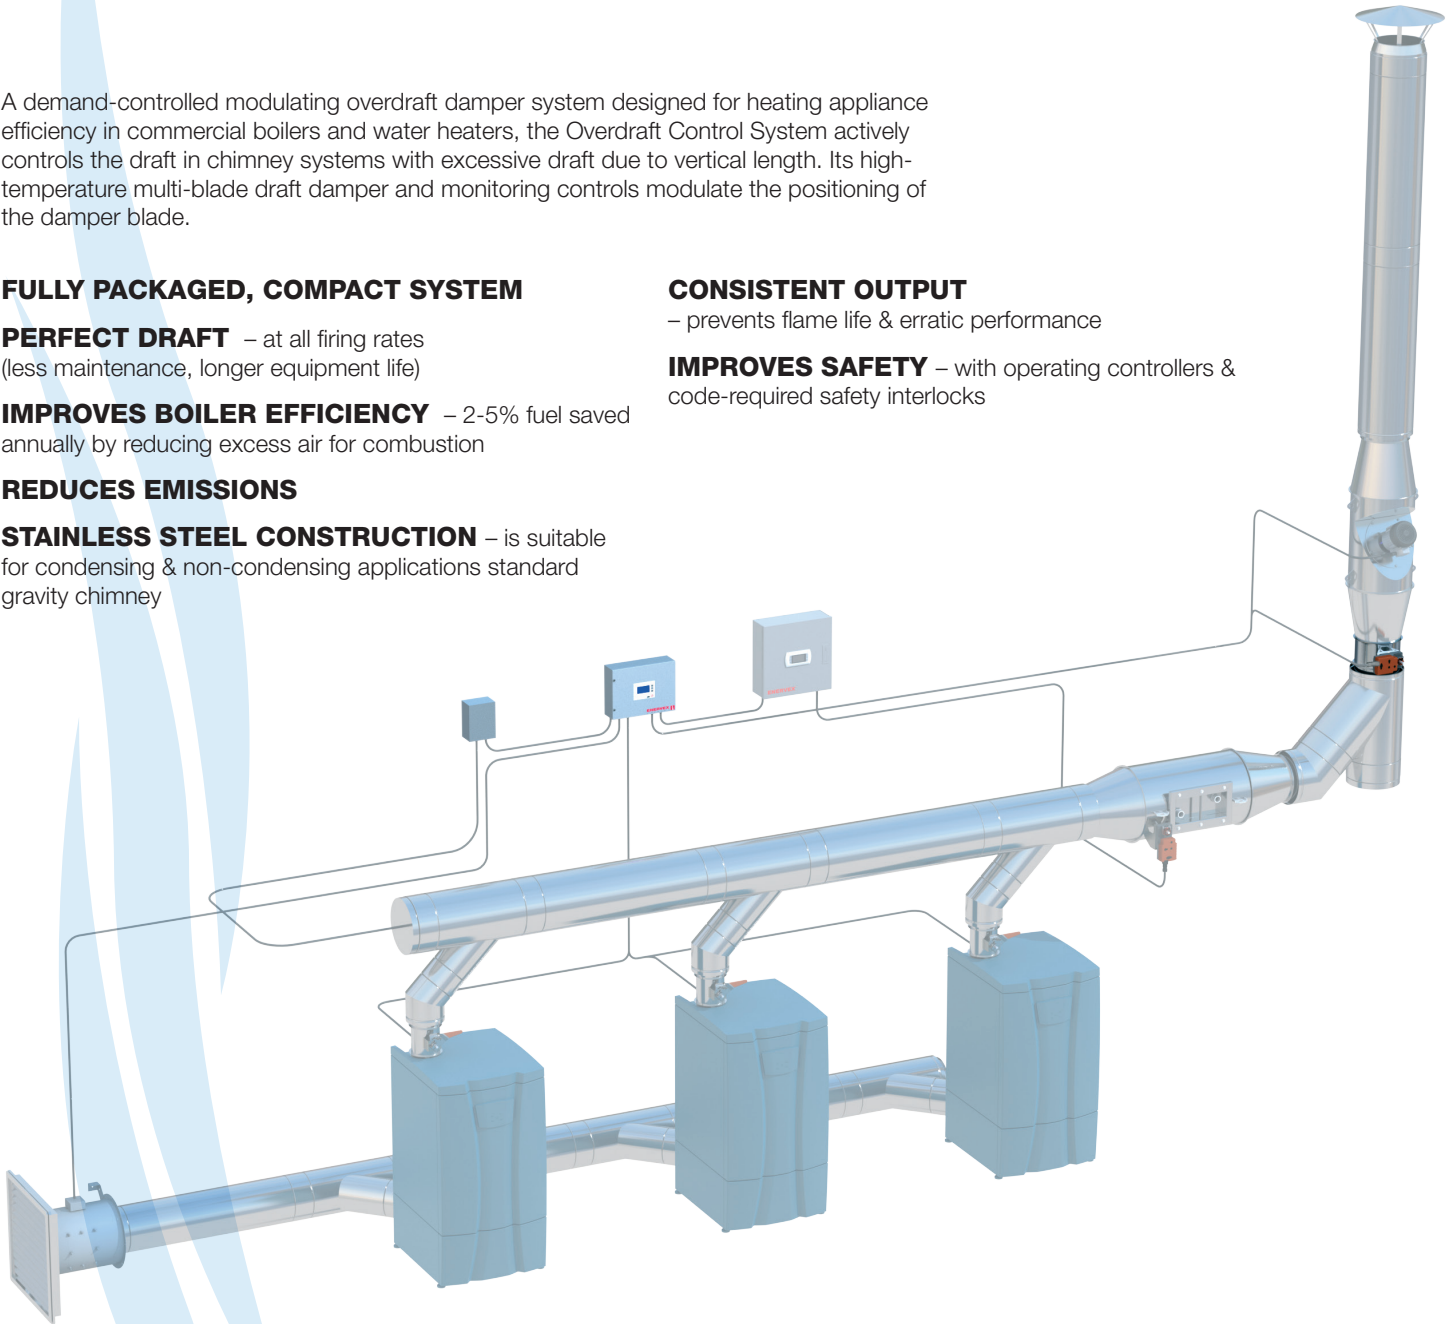 A demand-controlled modulating overdraft damper system designed for heating appliance
efficiency in commercial boilers and water heaters, the Overdraft Control System actively
controls the draft in chimney systems with excessive draft due to vertical length. Its high-
temperature multi-blade draft damper and monitoring controls modulate the positioning of
the damper blade.
FULLY PACKAGED, COMPACT SYSTEM
PERFECT DRAFT – at all firing rates
(less maintenance, longer equipment life)
IMPROVES BOILER EFFICIENCY – 2-5% fuel saved
annually by reducing excess air for combustion
REDUCES EMISSIONS
STAINLESS STEEL CONSTRUCTION – is suitable
for condensing & non-condensing applications standard
gravity chimney
CONSISTENT OUTPUT
– prevents flame life & erratic performance
IMPROVES SAFETY – with operating controllers &
code-required safety interlocks